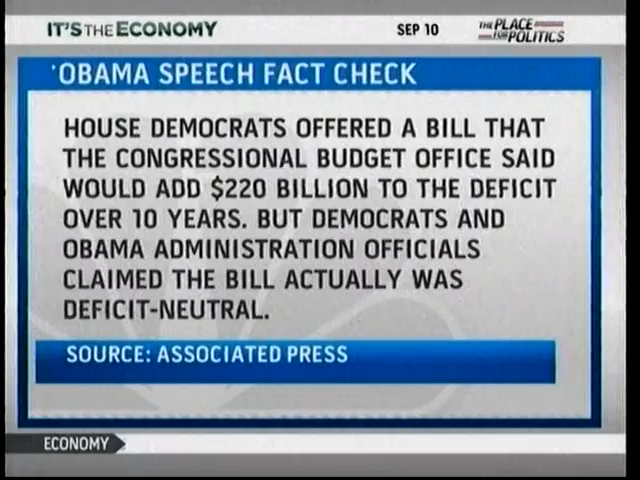 IT'S THE ECONOMY
SEP 10
THE PLACE
FOR POLITICS
'OBAMA SPEECH FACT CHECK
HOUSE DEMOCRATS OFFERED A BILL THAT
THE CONGRESSIONAL BUDGET OFFICE SAID
WOULD ADD $220 BILLION TO THE DEFICIT
OVER 10 YEARS. BUT DEMOCRATS AND
OBAMA ADMINISTRATION OFFICIALS
CLAIMED THE BILL ACTUALLY WAS
DEFICIT-NEUTRAL.
SOURCE: ASSOCIATED PRESS
ECONOMY